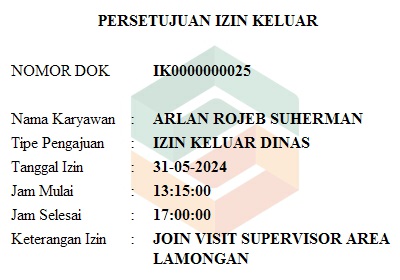 PERSETUJUAN IZIN KELUAR
NOMOR DOK IK0000000025
Nama Karyawan : ARLAN ROJEB SUHERMAN
Tipe Pengajuan : IZIN KELUAR DINAS
Tanggal Izin : 31-05-2024
Jam Mulai : 13:15:00
Jam Selesai : 17:00:00
Keterangan Izin : JOIN VISIT SUPERVISOR AREA
LAMONGAN